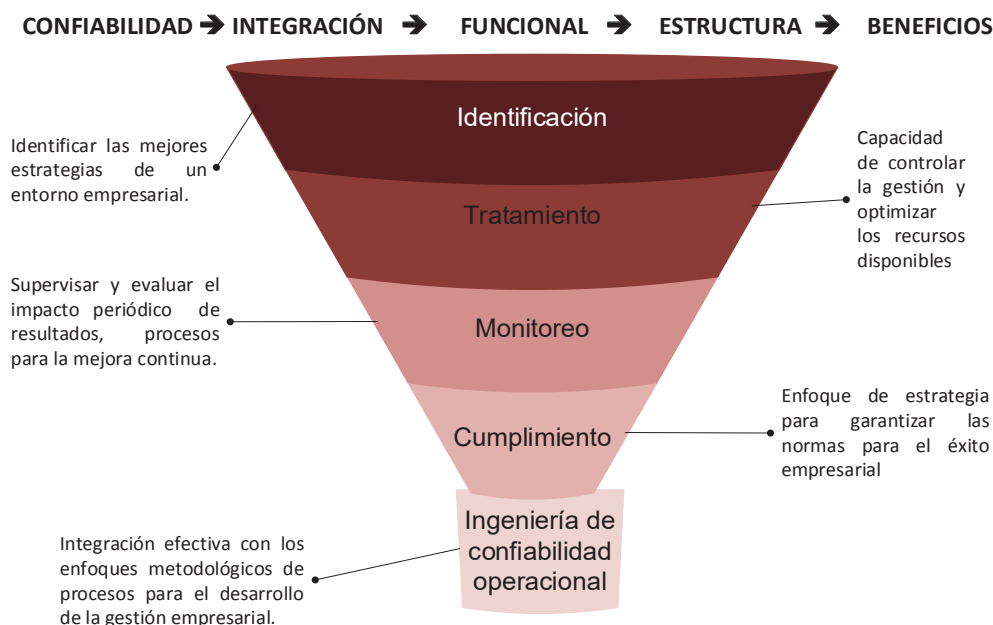 CONFIABILIDAD → INTEGRACIÓN → FUNCIONAL → ESTRUCTURA → BENEFICIOS
Identificación
Identificar las mejores
estrategias de un
entorno empresarial.
Tratamiento
Capacidad
de controlar
la gestión y
optimizar
los recursos
disponibles
Supervisar y evaluar el
impacto periódico de
resultados, procesos
para la mejora continua.
Monitoreo
Cumplimiento
Enfoque de estrategia
para garantizar las
normas para el éxito
empresarial
Ingeniería de
confiabilidad
operacional
Integración efectiva con los
enfoques metodológicos de
procesos para el desarrollo
de la gestión empresarial.